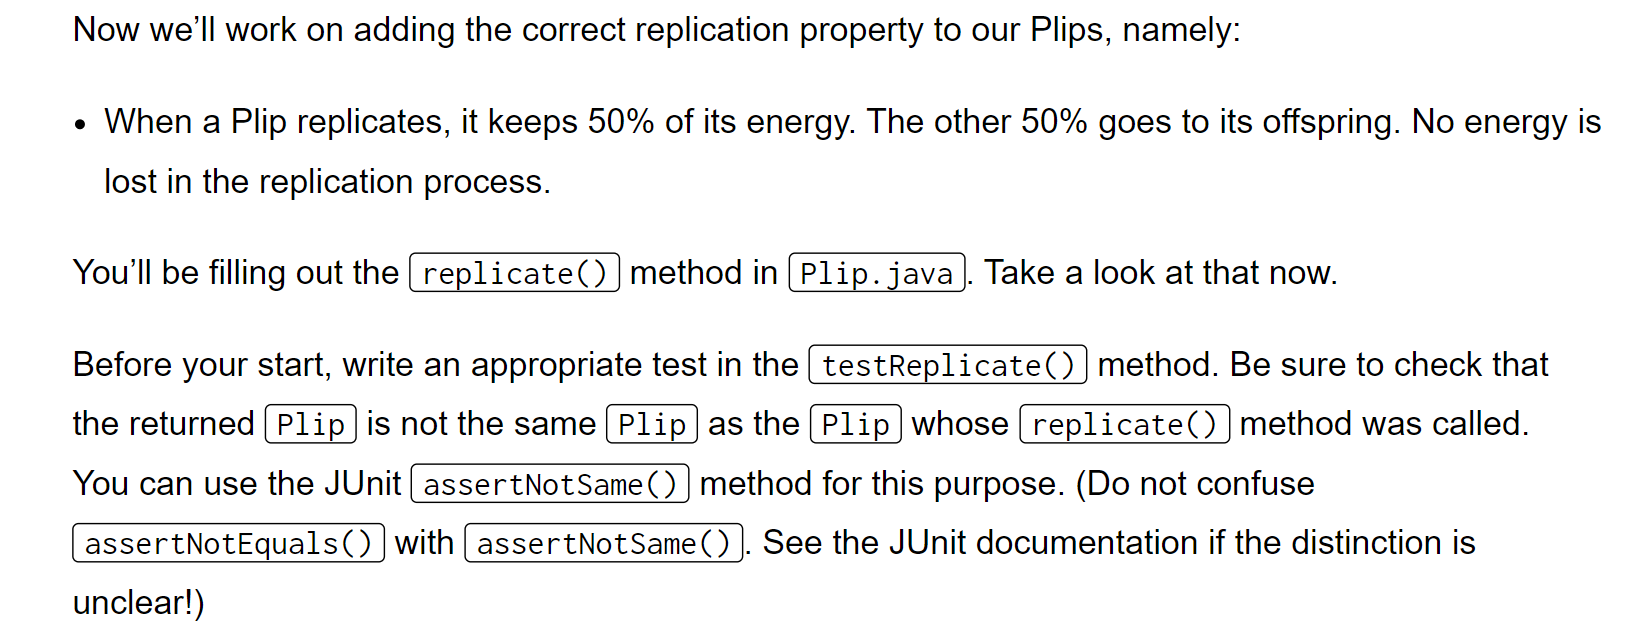 Now we’ll work on adding the correct replication property to our Plips, namely:
• When a Plip replicates, it keeps 50% of its energy. The other 50% goes to its offspring. No energy is
lost in the replication process.
You’ll be filling out the replicate() method in Plip.java. Take a look at that now.
Before your start, write an appropriate test in the testReplicate() method. Be sure to check that
the returned Plip is not the same Plip as the Plip whose replicate() method was called.
You can use the JUnit assertNotSame() method for this purpose. (Do not confuse
assertNotEquals() with assertNotSame(). See the JUnit documentation if the distinction is
unclear!)